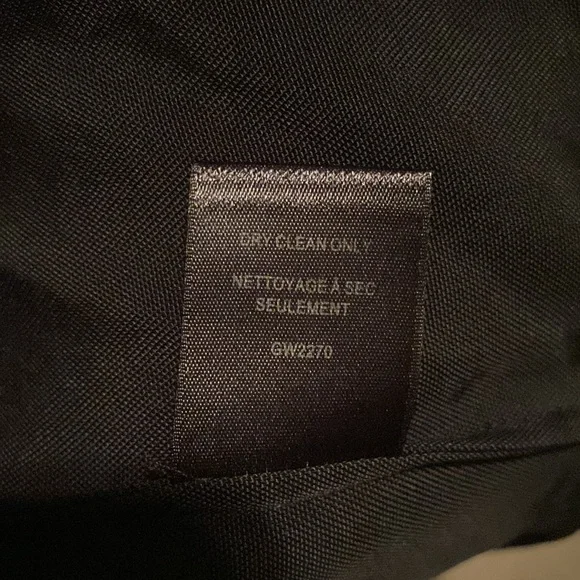 DRY CLEAN ONLY
NETTOYAGE À SEC
SEULEMENT
GW2270